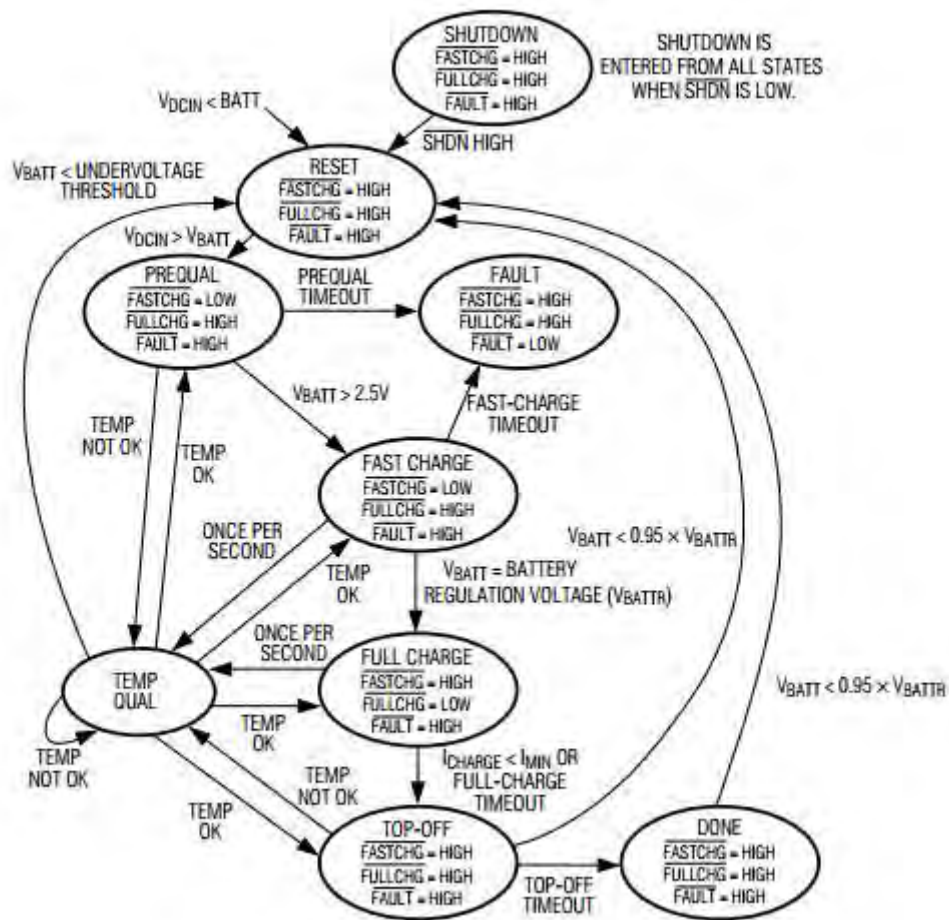 SHUTDOWN
FASTCHG = HIGH
FULLCHG = HIGH
FAULT = HIGH
SHUTDOWN IS
ENTERED FROM ALL STATES
WHEN SHDN IS LOW.
VDCIN < BATT
SHDN HIGH
VBATT < UNDERVOLTAGE
THRESHOLD
RESET
FASTCHG = HIGH
FULLCHG = HIGH
FAULT = HIGH
VDCIN > VBATT
PREQUAL
FASTCHG = LOW
FULLCHG = HIGH
FAULT = HIGH
PREQUAL
TIMEOUT
FAULT
FASTCHG = HIGH
FULLCHG = HIGH
FAULT = LOW
VBATT > 2.5V
FAST-CHARGE
TIMEOUT
TEMP
NOT OK
TEMP
OK
FAST CHARGE
FASTCHG = LOW
FULLCHG = HIGH
FAULT = HIGH
ONCE PER
SECOND
TEMP
OK
VBATT = BATTERY
REGULATION VOLTAGE (VBATTR)
VBATT < 0.95 × VBATTR
ONCE PER
SECOND
FULL CHARGE
FASTCHG = HIGH
FULLCHG = LOW
FAULT = HIGH
TEMP
QUAL
VBATT < 0.95 × VBATTR
TEMP
OK
TEMP
NOT OK
TEMP
NOT OK
ICHARGE < IMIN OR
FULL-CHARGE
TIMEOUT
TEMP
OK
TOP-OFF
FASTCHG = HIGH
FULLCHG = HIGH
FAULT = HIGH
TOP-OFF
TIMEOUT
DONE
FASTCHG = HIGH
FULLCHG = HIGH
FAULT = HIGH